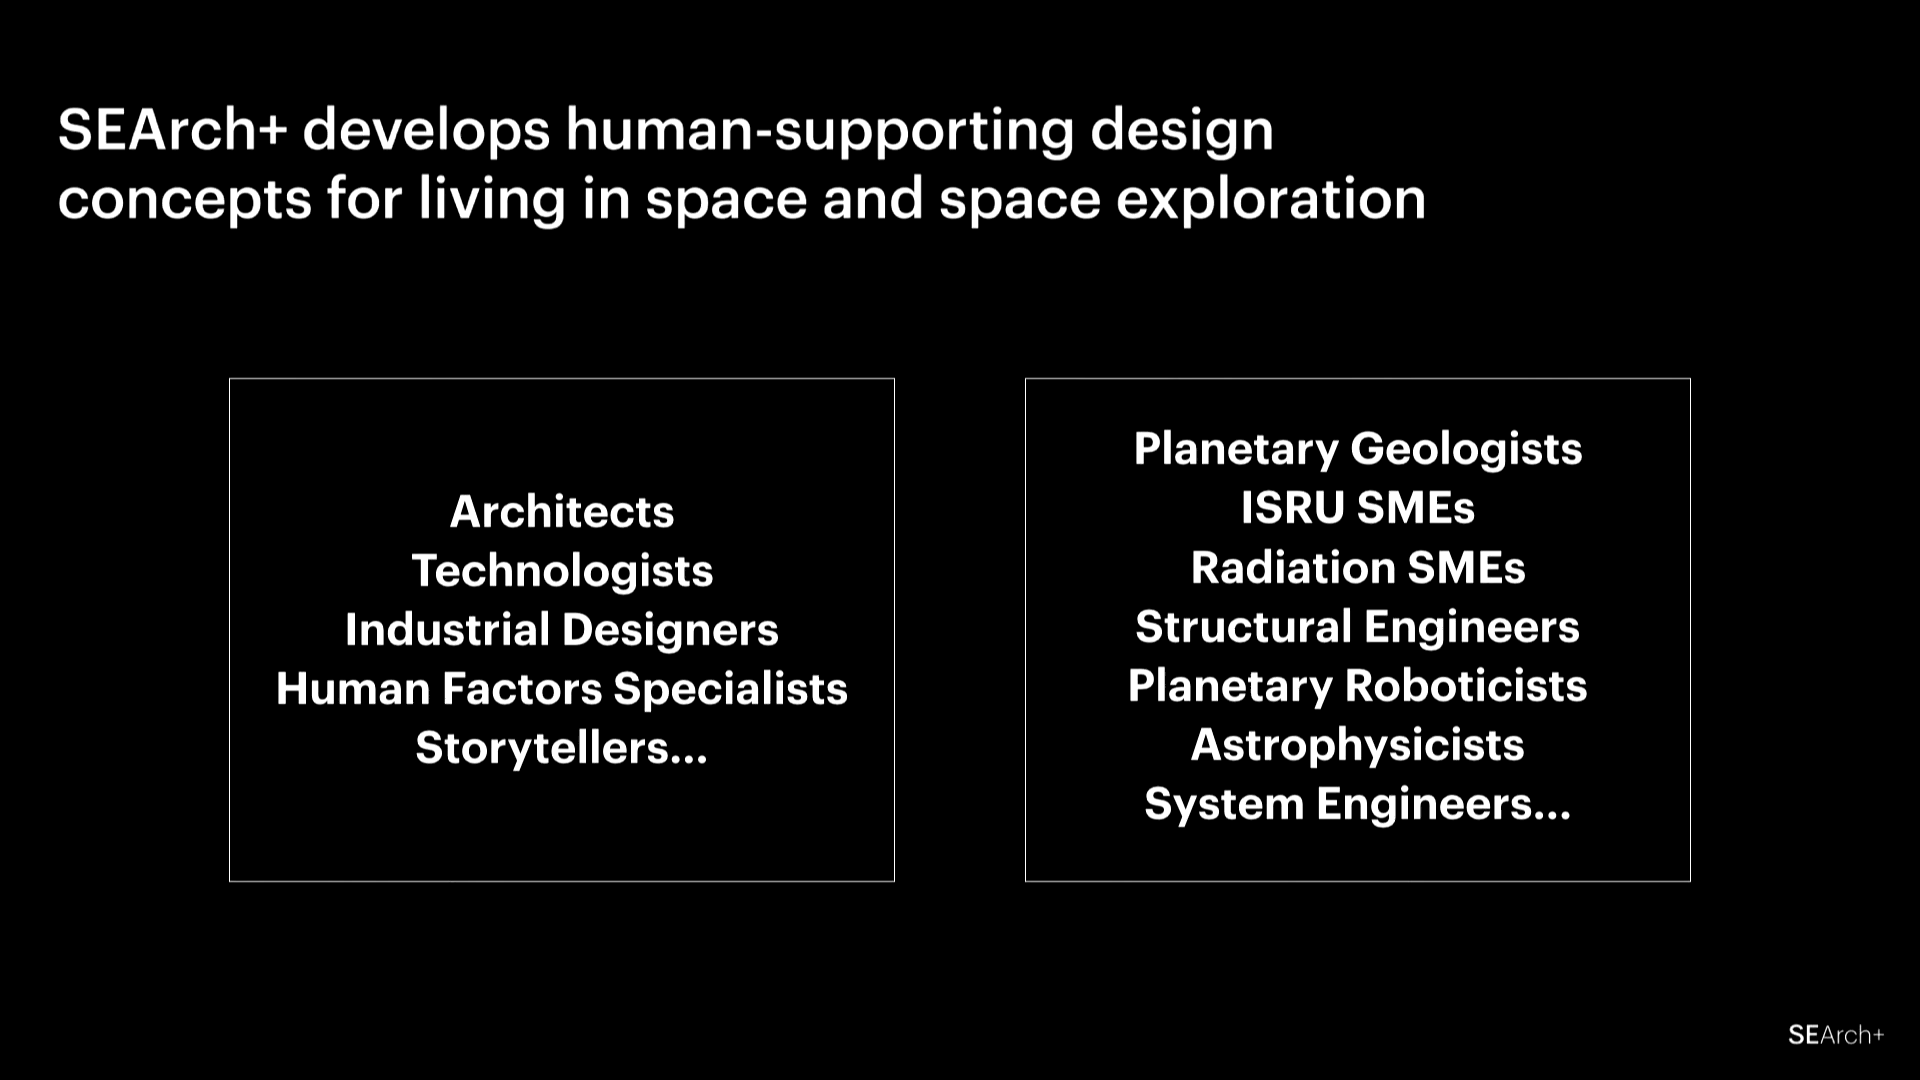 SEArch+ develops human-supporting design
concepts for living in space and space exploration
Architects
Technologists
Industrial Designers
Human Factors Specialists
Storytellers...
Planetary Geologists
ISRU SMEs
Radiation SMEs
Structural Engineers
Planetary Roboticists
Astrophysicists
System Engineers...
SEArch+